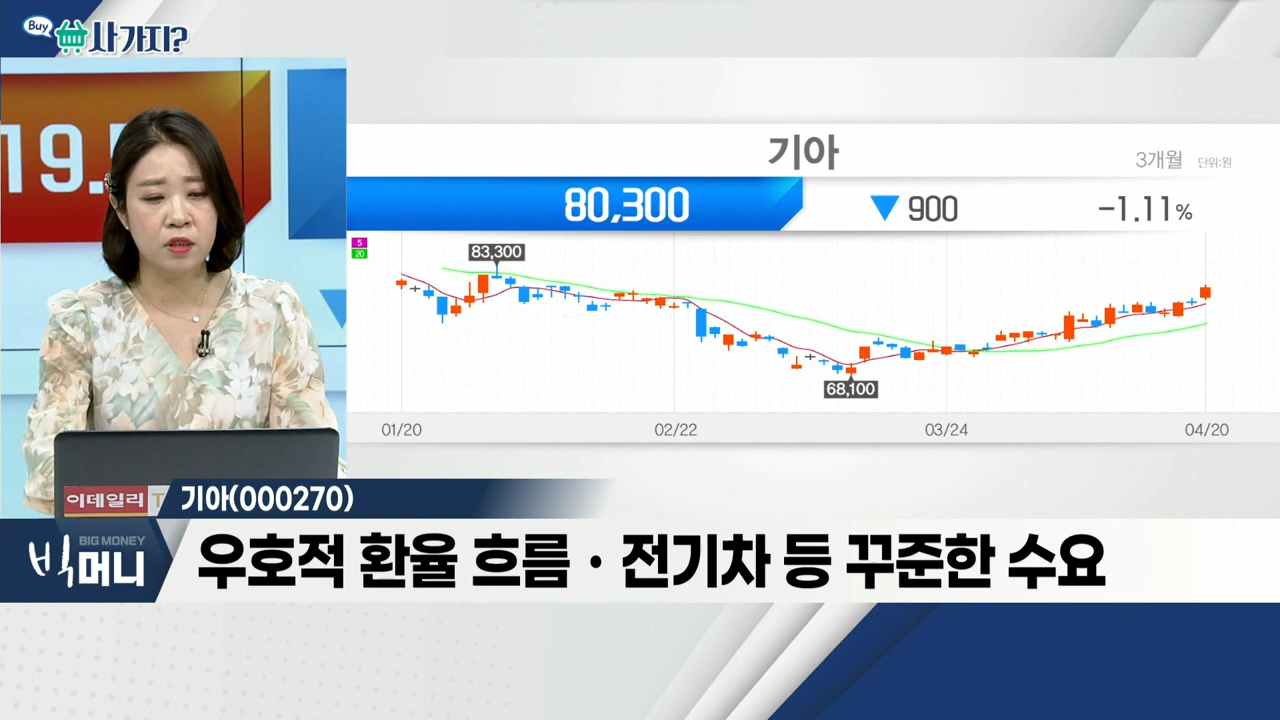 Buy 사 가지?
19.
기아
3개월 단위:원
80,300 ▼ 900 -1.11%
5
20
83,300
68,100
01/20 02/22 03/24 04/20
이데일리 T
기아(000270)
BIG MONEY
빅머니
우호적 환율 흐름·전기차 등 꾸준한 수요